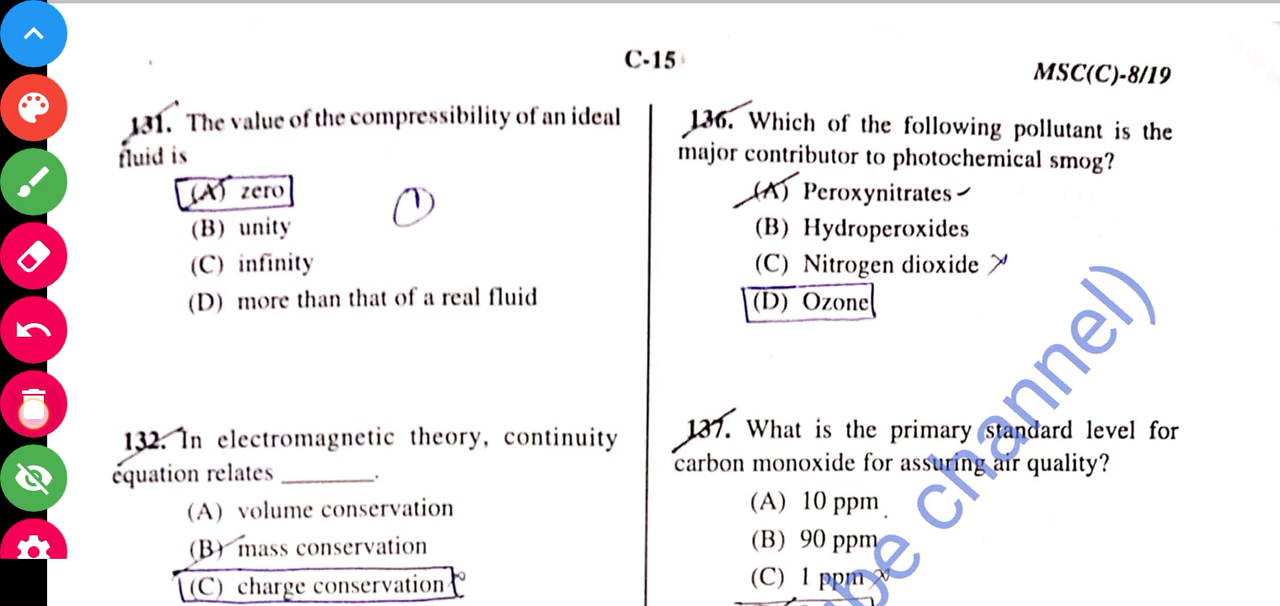 C-15
MSC(C)-8/19
131. The value of the compressibility of an ideal
fluid is
(A) zero
(B) unity
(C) infinity
(D) more than that of a real fluid
1
132. In electromagnetic theory, continuity
equation relates ________.
(A) volume conservation
(B) mass conservation
(C) charge conservation
136. Which of the following pollutant is the
major contributor to photochemical smog?
(A) Peroxynitrates
(B) Hydroperoxides
(C) Nitrogen dioxide
(D) Ozone
137. What is the primary standard level for
carbon monoxide for assuring air quality?
(A) 10 ppm
(B) 90 ppm
(C) 1 ppm
be channel)